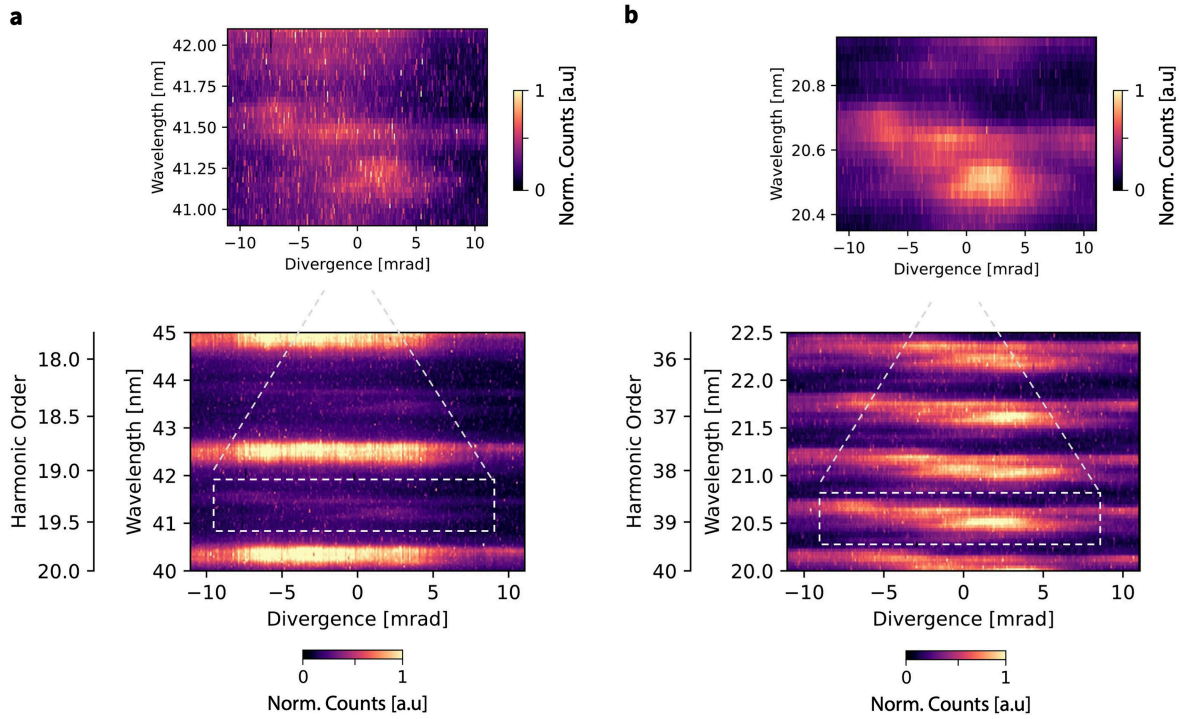 a
Wavelength [nm]
42.00
41.75
41.50
41.25
41.00
−10 −5 0 5 10
Divergence [mrad]
1
0
Norm. Counts [a.u]
b
Wavelength [nm]
20.8
20.6
20.4
−10 −5 0 5 10
Divergence [mrad]
1
0
Norm. Counts [a.u]
Harmonic Order
18.0
18.5
19.0
19.5
20.0
Wavelength [nm]
45
44
43
42
41
40
−10 −5 0 5 10
Divergence [mrad]
0 1
Norm. Counts [a.u]
Harmonic Order
36
37
38
39
40
Wavelength [nm]
22.5
22.0
21.5
21.0
20.5
20.0
−10 −5 0 5 10
Divergence [mrad]
0 1
Norm. Counts [a.u]